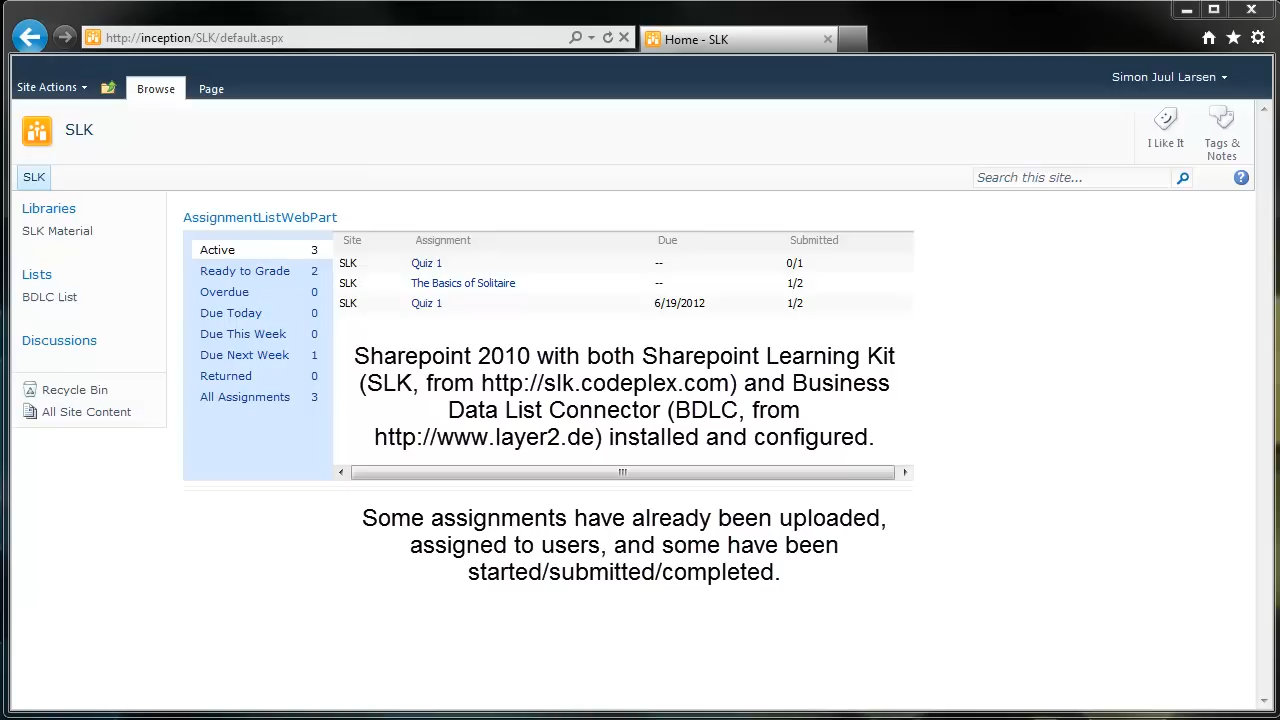 http://inception/SLK/default.aspx
Home - SLK
Simon Juul Larsen
Site Actions
Browse
Page
SLK
I Like It
Tags &
Notes
SLK
Search this site...
Libraries
SLK Material
Lists
BDLC List
Discussions
Recycle Bin
All Site Content
AssignmentListWebPart
Active 3
Ready to Grade 2
Overdue 0
Due Today 0
Due This Week 0
Due Next Week 1
Returned 0
All Assignments 3
Site Assignment Due Submitted
SLK Quiz 1 -- 0/1
SLK The Basics of Solitaire -- 1/2
SLK Quiz 1 6/19/2012 1/2
Sharepoint 2010 with both Sharepoint Learning Kit
(SLK, from http://slk.codeplex.com) and Business
Data List Connector (BDLC, from
http://www.layer2.de) installed and configured.
Some assignments have already been uploaded,
assigned to users, and some have been
started/submitted/completed.